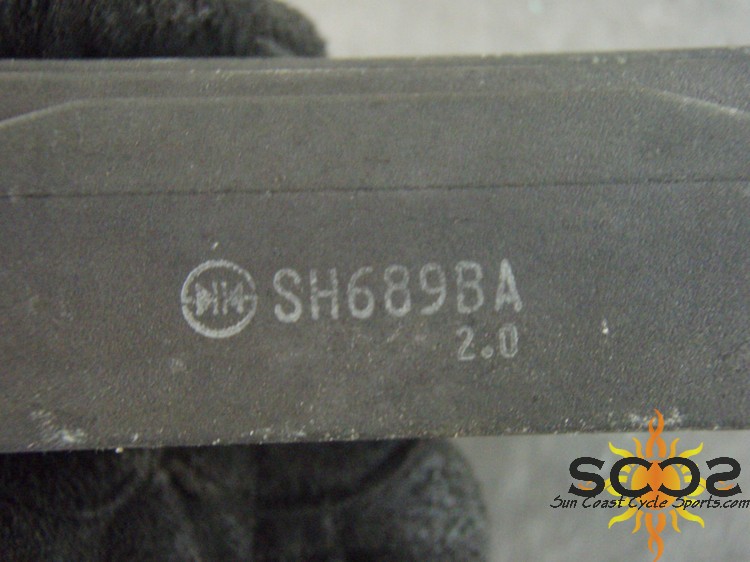 SH689BA
2.0
SCCS
Sun Coast Cycle Sports.com